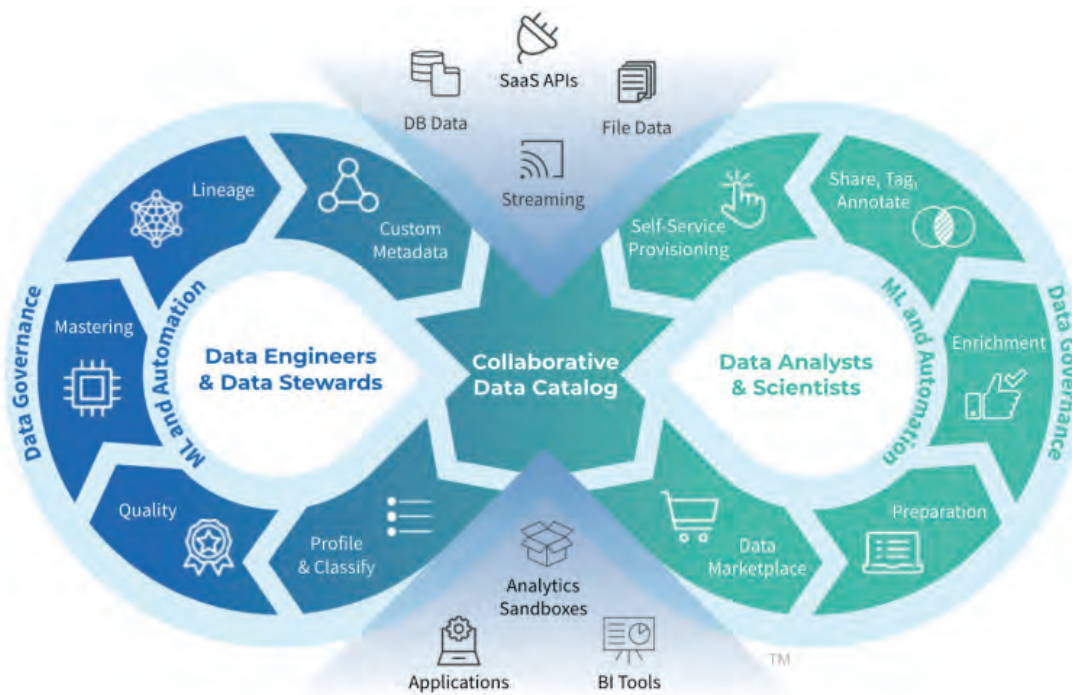 SaaS APIs
DB Data
File Data
Streaming
Lineage
Custom
Metadata
Self-Service
Provisioning
Share, Tag,
Annotate
Data Governance
Mastering
ML and Automation
Data Engineers
& Data Stewards
Collaborative
Data Catalog
Data Analysts
& Scientists
ML and Automation
Enrichment
Data Governance
Quality
Profile
& Classify
Data
Marketplace
Preparation
Analytics
Sandboxes
Applications
BI Tools
TM